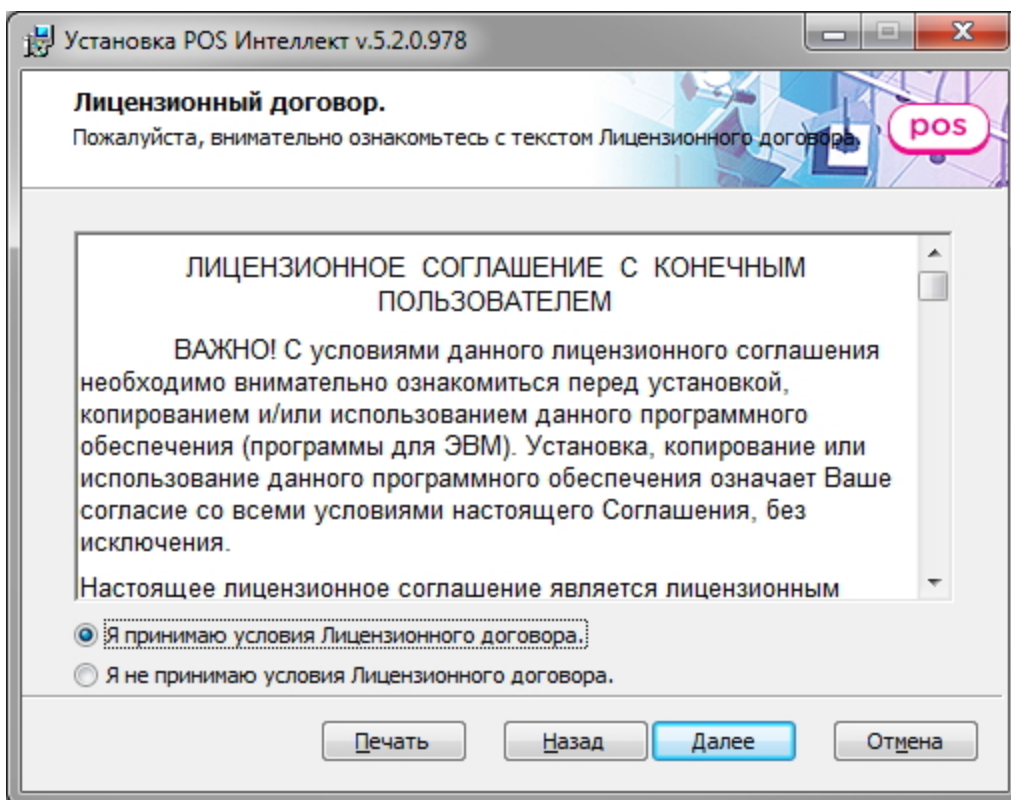 Установка POS Интеллект v.5.2.0.978
Лицензионный договор.
Пожалуйста, внимательно ознакомьтесь с текстом Лицензионного договора.
pos
ЛИЦЕНЗИОННОЕ СОГЛАШЕНИЕ С КОНЕЧНЫМ
ПОЛЬЗОВАТЕЛЕМ
ВАЖНО! С условиями данного лицензионного соглашения
необходимо внимательно ознакомиться перед установкой,
копированием и/или использованием данного программного
обеспечения (программы для ЭВМ). Установка, копирование или
использование данного программного обеспечения означает Ваше
согласие со всеми условиями настоящего Соглашения, без
исключения.
Настоящее лицензионное соглашение является лицензионным
Я принимаю условия Лицензионного договора.
Я не принимаю условия Лицензионного договора.
Печать
Назад
Далее
Отмена